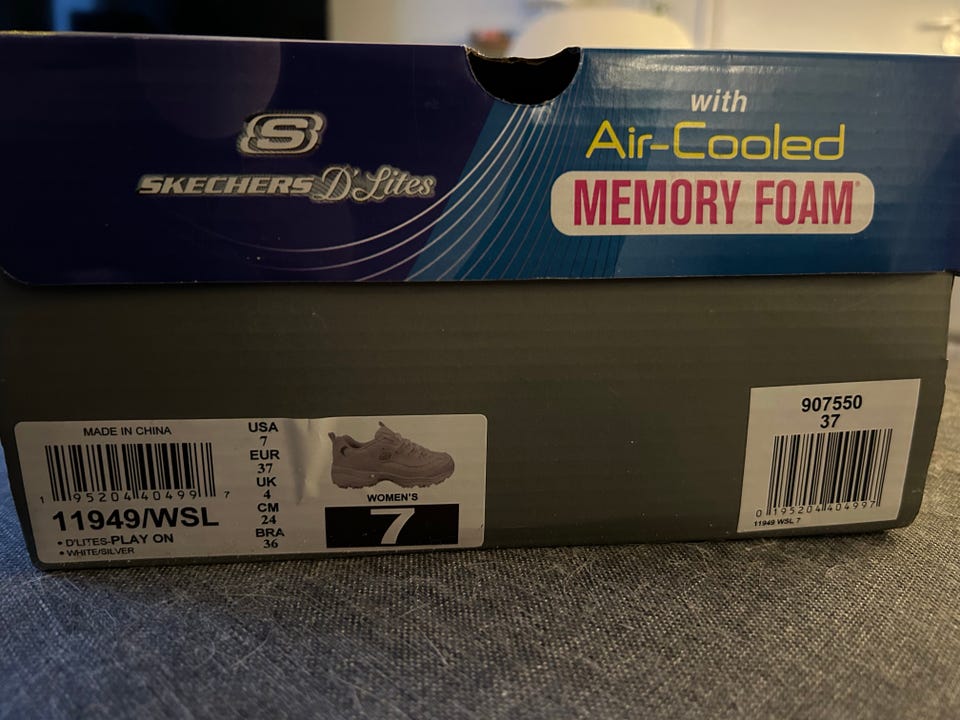 S
SKECHERS D'Lites
with
Air-Cooled
MEMORY FOAM®
MADE IN CHINA
1 95204 40499 7
11949/WSL
• D'LITES-PLAY ON
• WHITE/SILVER
USA
7
EUR
37
UK
4
CM
24
BRA
36
WOMEN'S
7
907550
37
0 195204 404997
11949 WSL 7